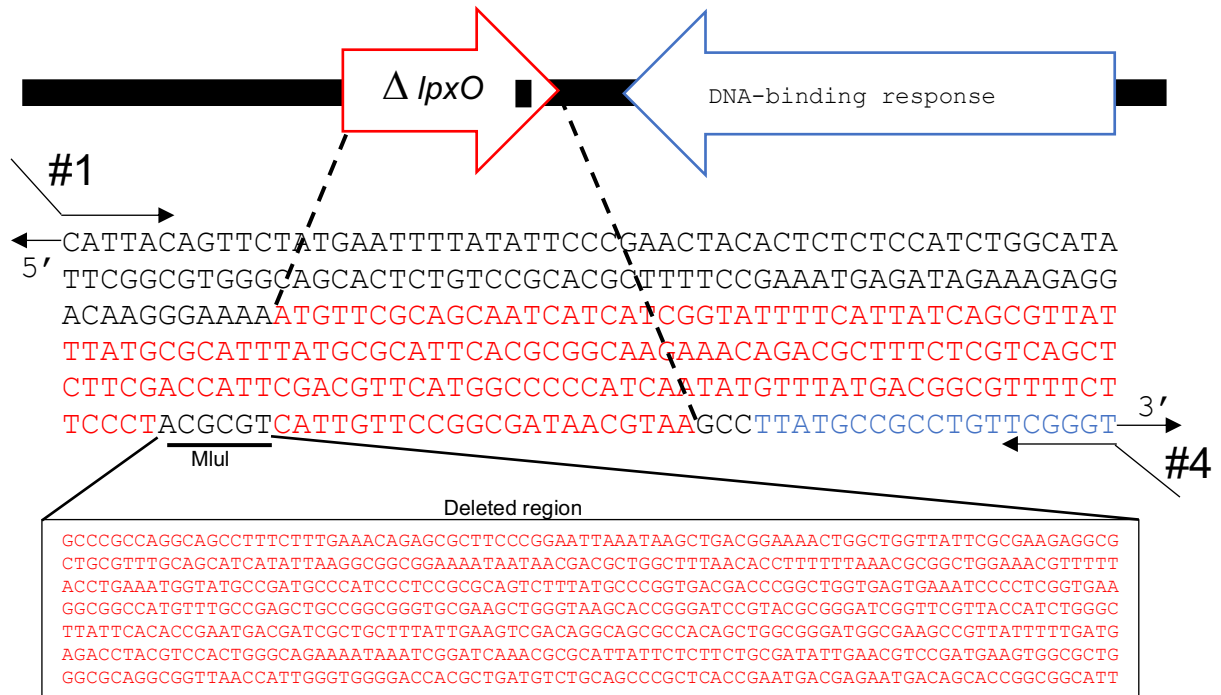 Δ lpxO
DNA-binding response
#1
CATTACAGTTCTATGAATTTTATATTCCCGAACTACACTCTCTCCATCTGGCATA
5′
TTCGGCGTGGGCAGCACTCTGTCCGCACGCTTTTCCGAAATGAGATAGAAAGAGG
ACAAGGGAAAAATGTTCGCAGCAATCATCATCGGTATTTTCATTATCAGCGTTAT
TTATGCGCATTTATGCGCATTCACGCGGCAAGAAACAGACGCTTTCTCGTCAGCT
CTTCGACCATTCGACGTTCATGGCCCCCATCAATATGTTTATGACGGCGTTTTCT
TCCCTACGCGTCATTGTTCCGGCGATAACGTAAGCCTTATGCCGCCTGTTCGGGT
3′
MluI
#4
Deleted region
GCCCGCCAGGCAGCCTTTCTTTGAAACAGAGCGCTTCCCGGAATTAAATAAGCTGACGGAAAACTGGCTGGTTATTCGCGAAGAGGCG
CTGCGTTTGCAGCATCATATTAAGGCGGCGGAAAATAATAACGACGCTGGCTTTAACACCTTTTTTAAACGCGGCTGGAAACGTTTTT
ACCTGAAATGGTATGCCGATGCCCATCCCTCCGCGCAGTCTTTATGCCCGGTGACGACCCGGCTGGTGAGTGAAATCCCCTCGGTGAA
GGCGGCCATGTTTGCCGAGCTGCCGGCGGGTGCGAAGCTGGGTAAGCACCGGGATCCGTACGCGGGATCGGTTCGTTACCATCTGGGC
TTATTCACACCGAATGACGATCGCTGCTTTATTGAAGTCGACAGGCAGCGCCACAGCTGGCGGGATGGCGAAGCCGTTATTTTTGATG
AGACCTACGTCCACTGGGCAGAAAATAAATCGGATCAAACGCGCATTATTCTCTTCTGCGATATTGAACGTCCGATGAAGTGGCGCTG
GGCGCAGGCGGTTAACCATTGGGTGGGGACCACGCTGATGTCTGCAGCCCGCTCACCGAATGACGAGAATGACAGCACCGGCGGCATT